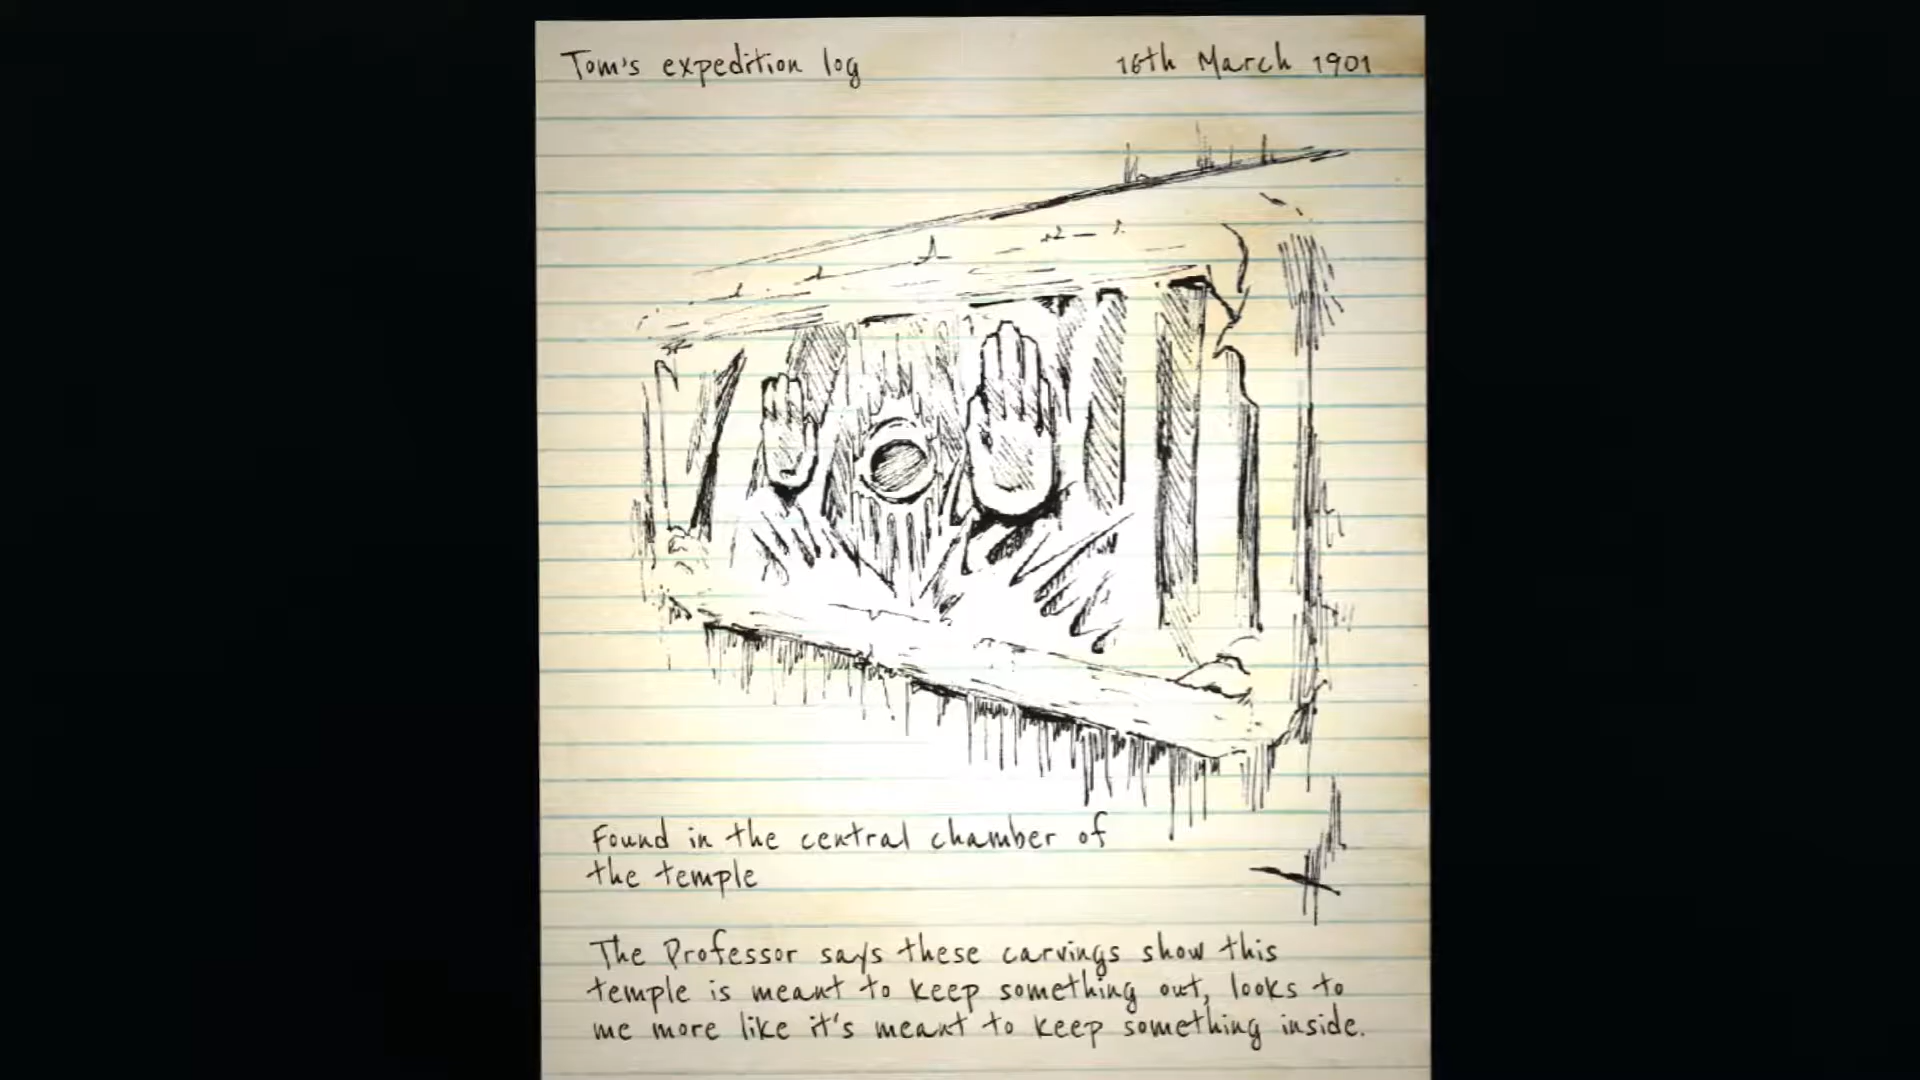 Tom's expedition log
16th March 1901
Found in the central chamber of
the temple
The Professor says these carvings show this
temple is meant to keep something out, looks to
me more like it's meant to keep something inside.